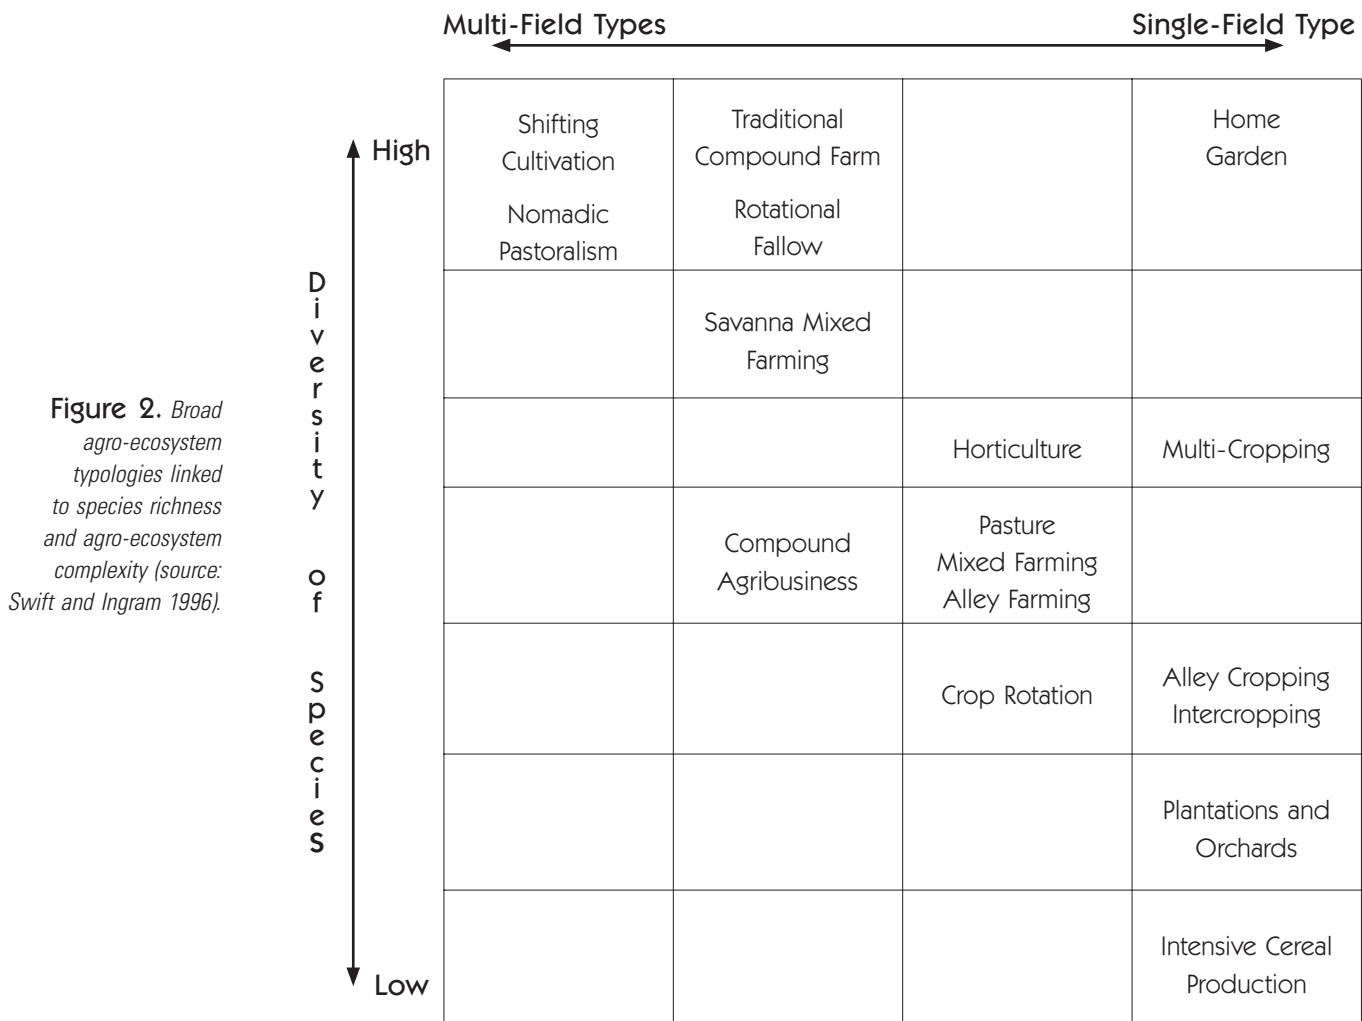 Multi-Field Types
Single-Field Type
High
Diversity of Species
Low
Shifting
Cultivation
Nomadic
Pastoralism
Traditional
Compound Farm
Rotational
Fallow
Home
Garden
Savanna Mixed
Farming
Horticulture
Multi-Cropping
Compound
Agribusiness
Pasture
Mixed Farming
Alley Farming
Crop Rotation
Alley Cropping
Intercropping
Plantations and
Orchards
Intensive Cereal
Production
Figure 2. Broad
agro-ecosystem
typologies linked
to species richness
and agro-ecosystem
complexity (source:
Swift and Ingram 1996).